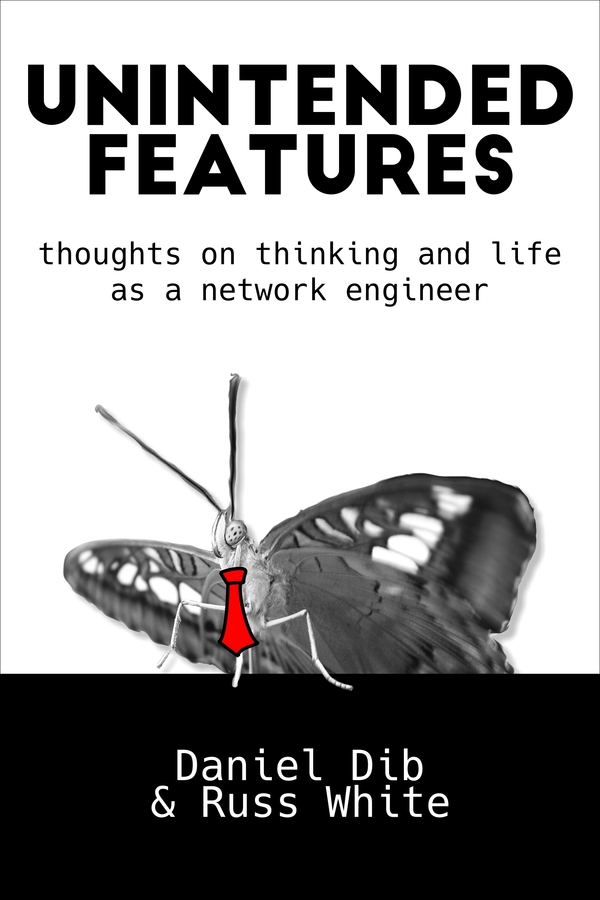 UNINTENDED
FEATURES
thoughts on thinking and life
as a network engineer
Daniel Dib
& Russ White